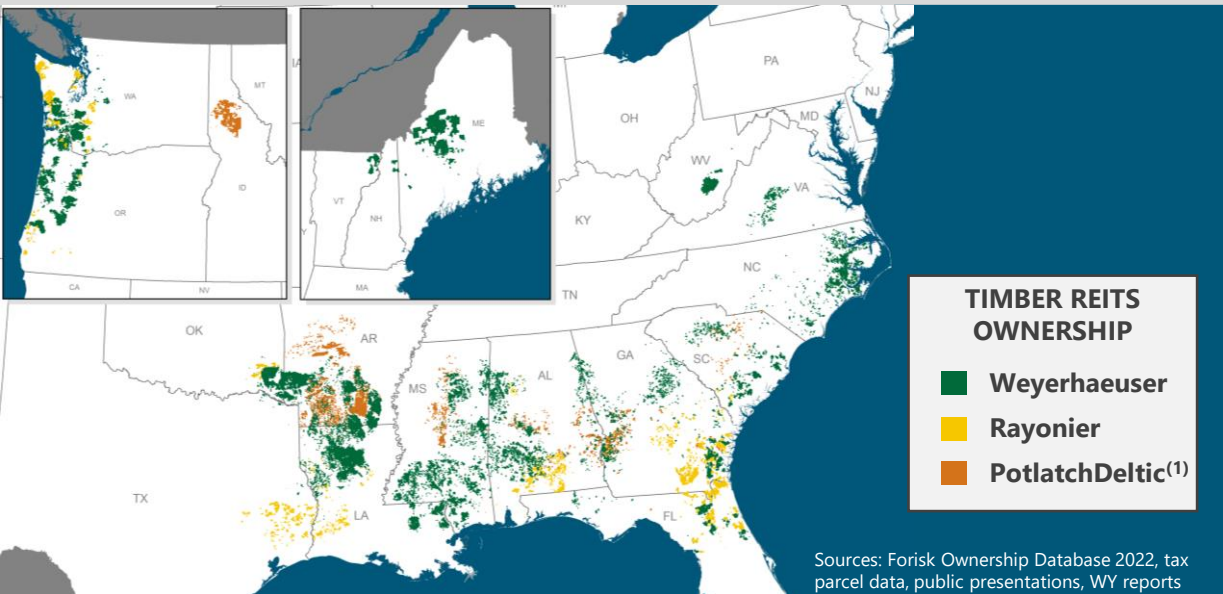 WA
MT
ID
OR
CA
NV
ME
VT
NH
MA
IA
PA
NJ
OH
MD
WV
VA
KY
NC
TN
OK
AR
MS
AL
GA
SC
TX
LA
FL
TIMBER REITS
OWNERSHIP
Weyerhaeuser
Rayonier
PotlatchDeltic(1)
Sources: Forisk Ownership Database 2022, tax
parcel data, public presentations, WY reports